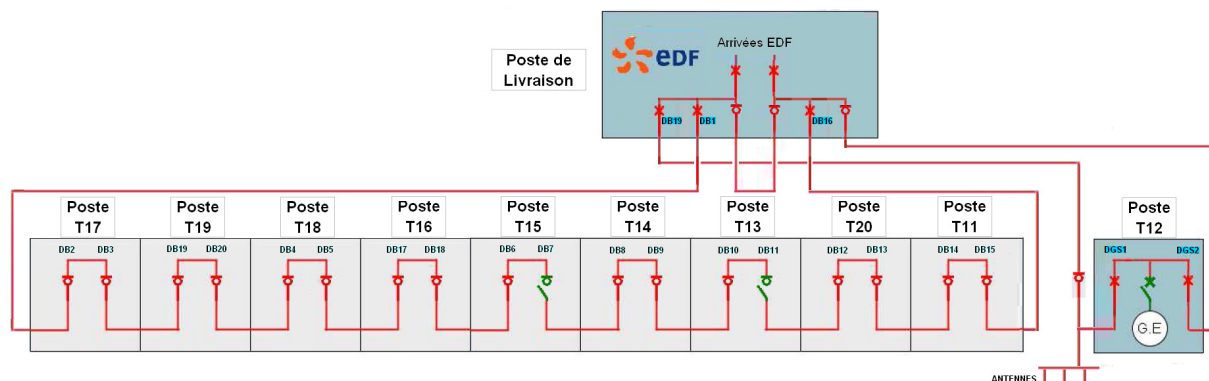 Arrivées EDF
eDF
Poste de
Livraison
DB19
DB1
DB16
Poste
T17
Poste
T19
Poste
T18
Poste
T16
Poste
T15
Poste
T14
Poste
T13
Poste
T20
Poste
T11
Poste
T12
DB2
DB3
DB19
DB20
DB4
DB5
DB17
DB18
DB6
DB7
DB8
DB9
DB10
DB11
DB12
DB13
DB14
DB15
DGS1
DGS2
G.E
ANTENNES